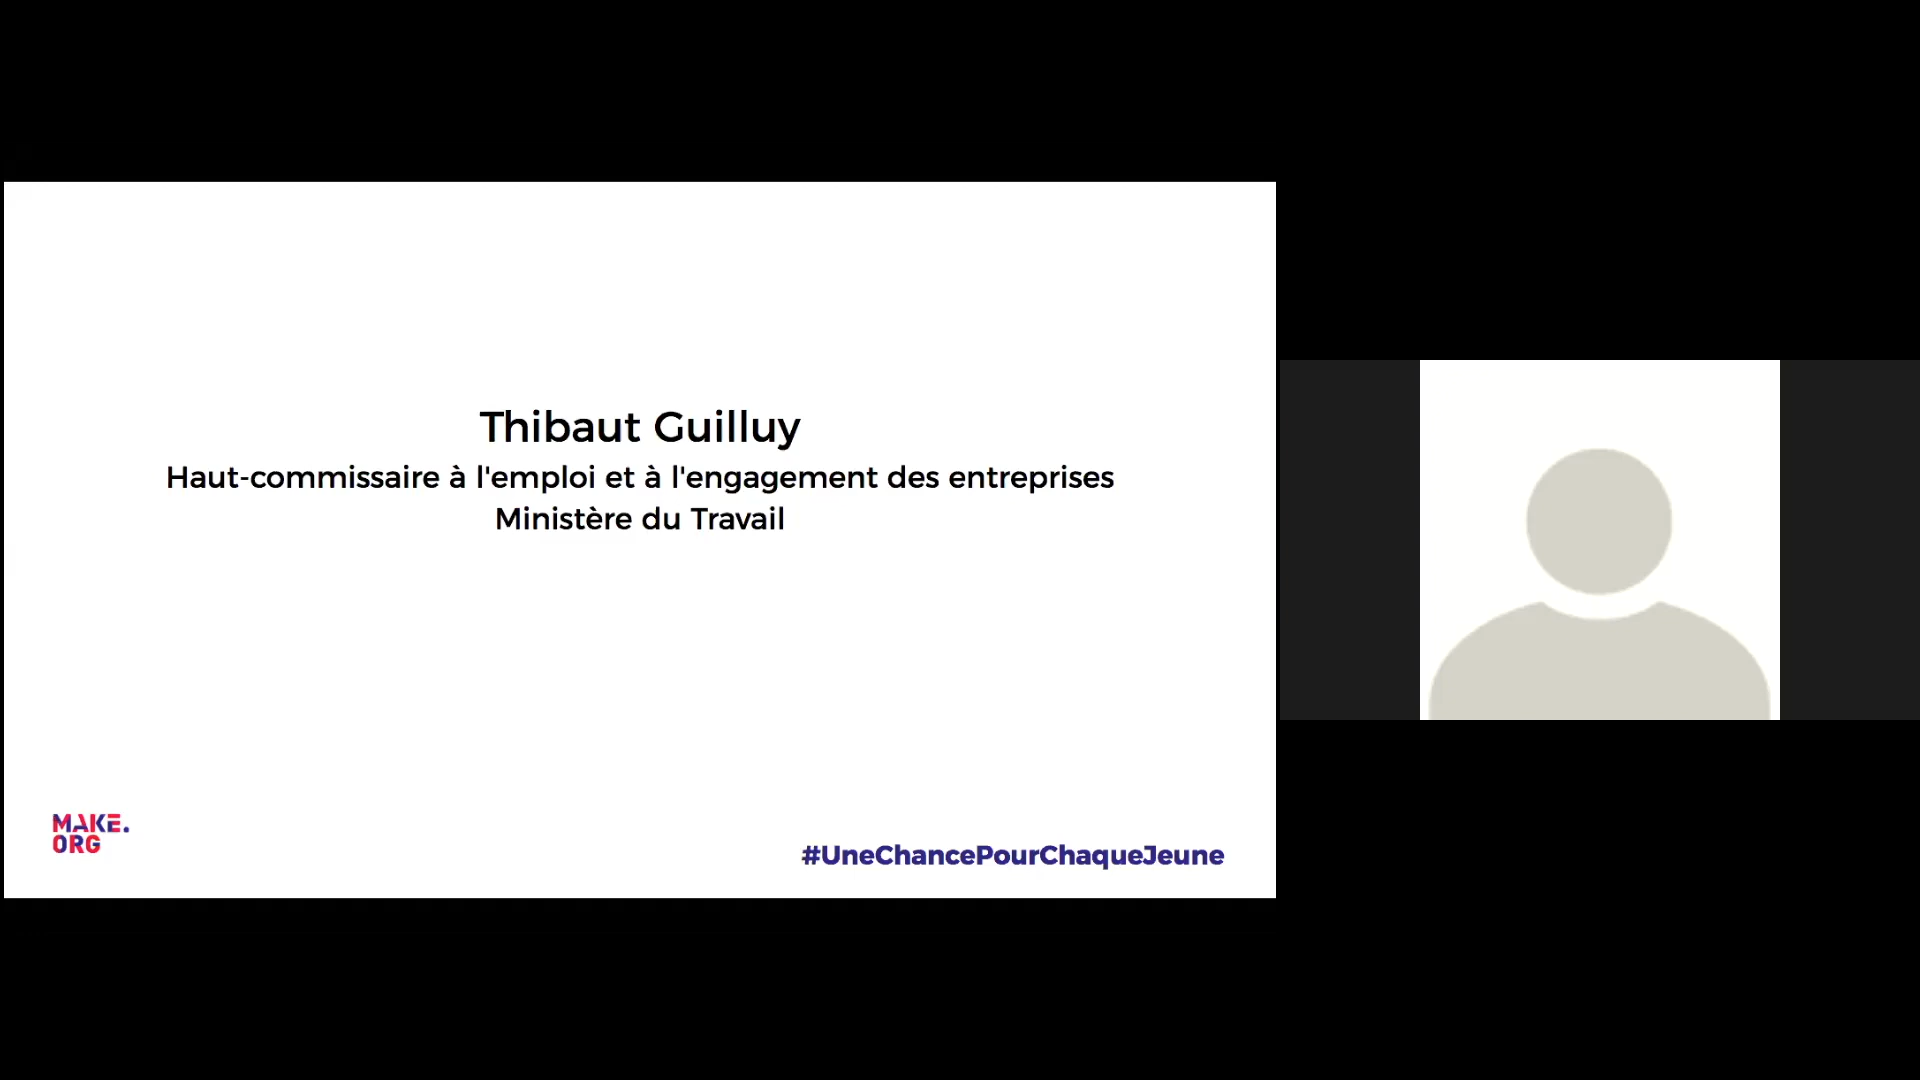 Thibaut Guilluy
Haut-commissaire à l'emploi et à l'engagement des entreprises
Ministère du Travail
MAKE.
ORG
#UneChancePourChaqueJeune